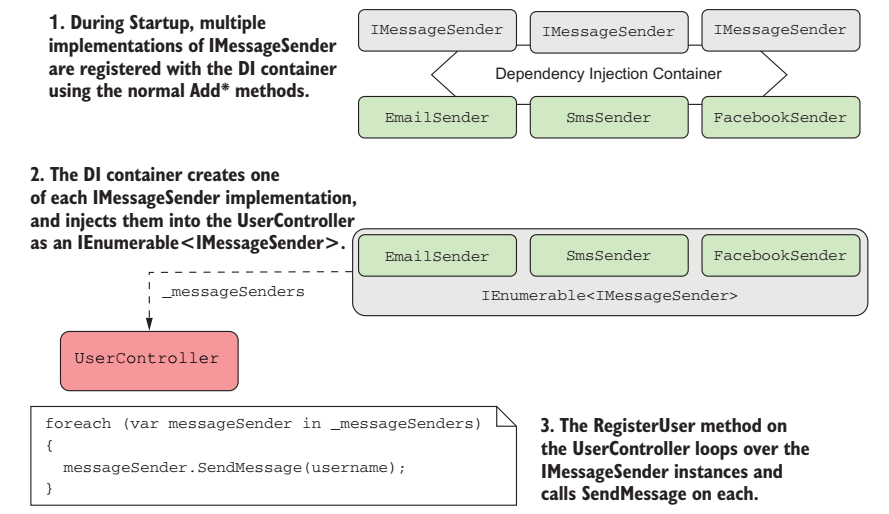 1. During Startup, multiple
implementations of IMessageSender
are registered with the DI container
using the normal Add* methods.
IMessageSender IMessageSender IMessageSender
Dependency Injection Container
EmailSender SmsSender FacebookSender
2. The DI container creates one
of each IMessageSender implementation,
and injects them into the UserController
as an IEnumerable<IMessageSender>.
EmailSender SmsSender FacebookSender
IEnumerable<IMessageSender>
_messageSenders
UserController
foreach (var messageSender in _messageSenders)
{
messageSender.SendMessage(username);
}
3. The RegisterUser method on
the UserController loops over the
IMessageSender instances and
calls SendMessage on each.